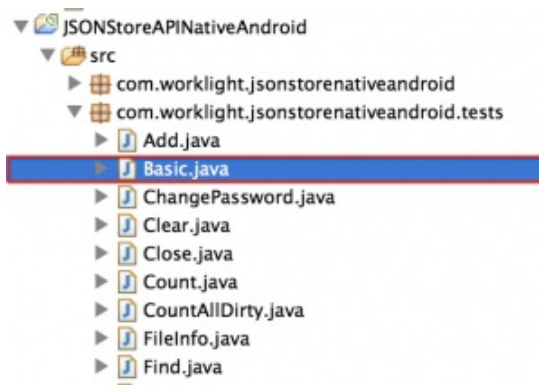 JSONStoreAPINativeAndroid
src
com.worklight.jsonstorenativeandroid
com.worklight.jsonstorenativeandroid.tests
Add.java
Basic.java
ChangePassword.java
Clear.java
Close.java
Count.java
CountAllDirty.java
FileInfo.java
Find.java